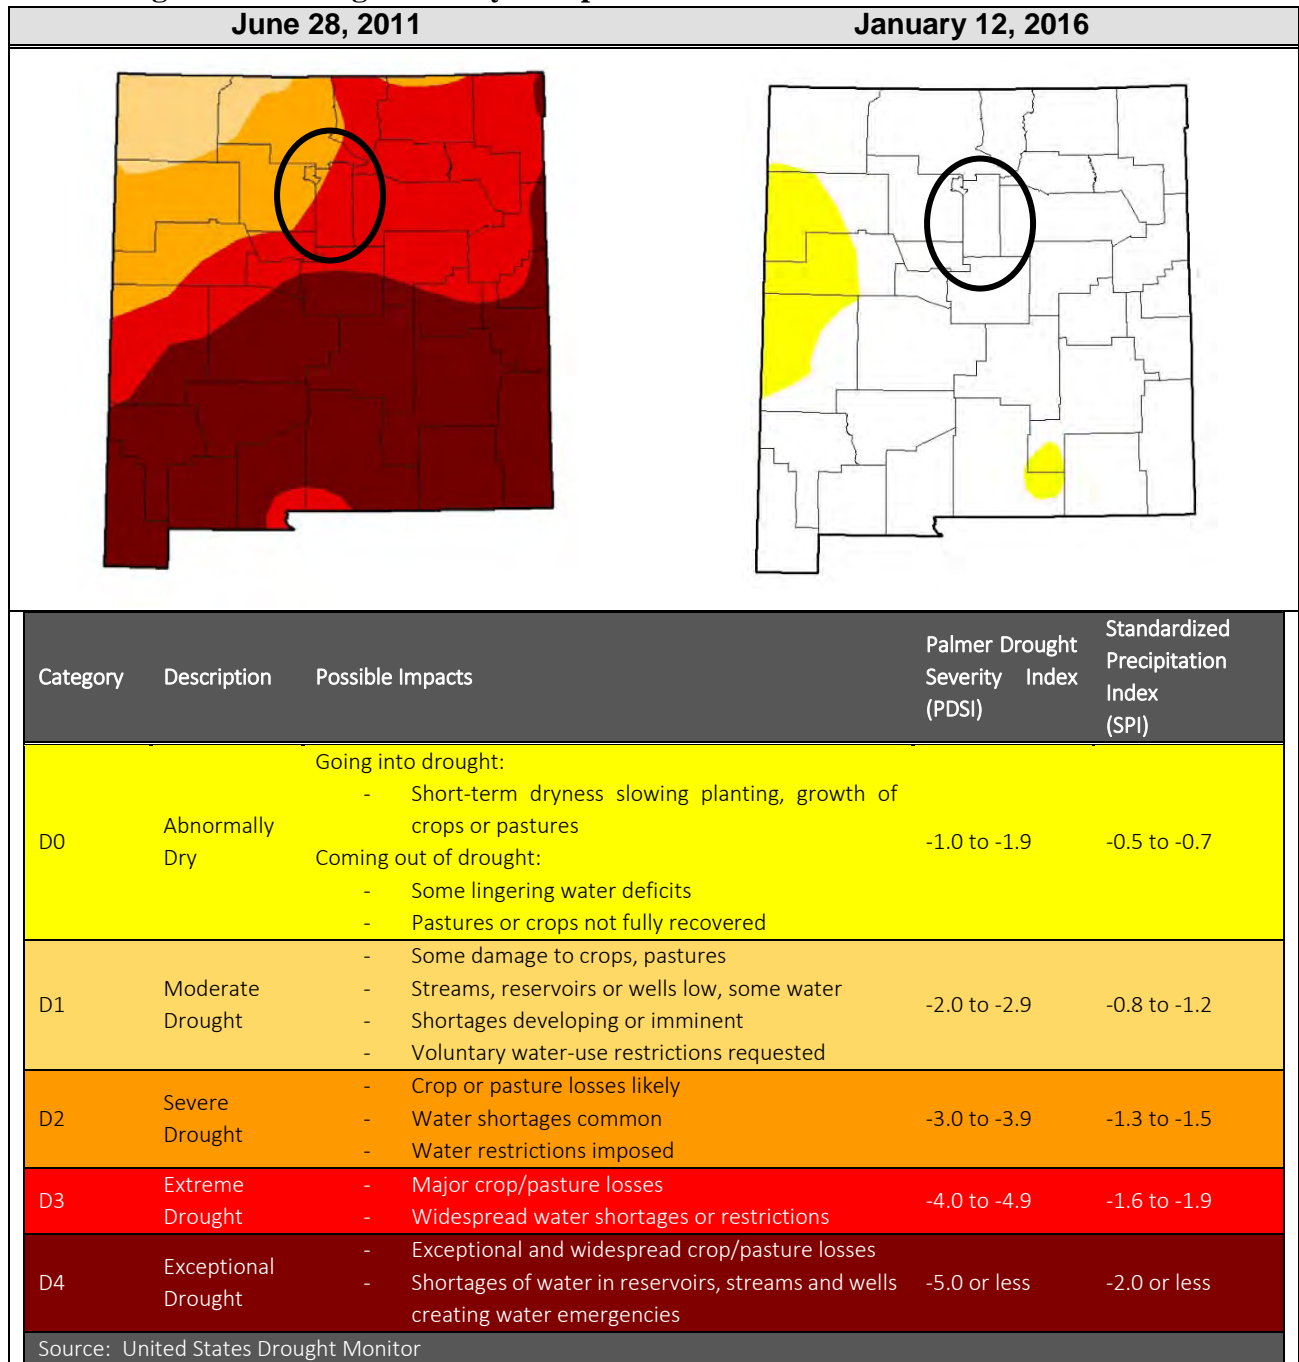 June 28, 2011
January 12, 2016
Category
Description
Possible Impacts
Palmer Drought
Severity Index
(PDSI)
Standardized
Precipitation
Index
(SPI)
D0
Abnormally
Dry
Going into drought:
- Short-term dryness slowing planting, growth of
crops or pastures
Coming out of drought:
- Some lingering water deficits
- Pastures or crops not fully recovered
-1.0 to -1.9
-0.5 to -0.7
D1
Moderate
Drought
- Some damage to crops, pastures
- Streams, reservoirs or wells low, some water
- Shortages developing or imminent
- Voluntary water-use restrictions requested
-2.0 to -2.9
-0.8 to -1.2
D2
Severe
Drought
- Crop or pasture losses likely
- Water shortages common
- Water restrictions imposed
-3.0 to -3.9
-1.3 to -1.5
D3
Extreme
Drought
- Major crop/pasture losses
- Widespread water shortages or restrictions
-4.0 to -4.9
-1.6 to -1.9
D4
Exceptional
Drought
- Exceptional and widespread crop/pasture losses
- Shortages of water in reservoirs, streams and wells
creating water emergencies
-5.0 or less
-2.0 or less
Source: United States Drought Monitor